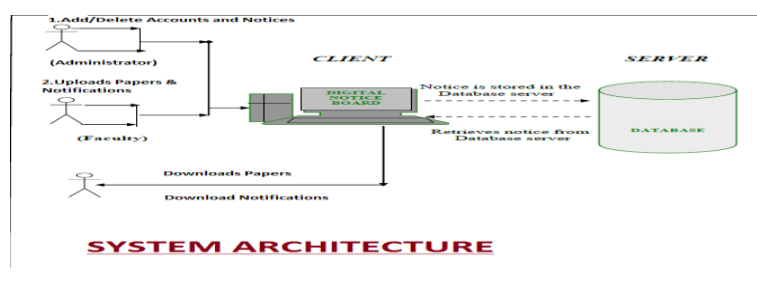 1.Add/Delete Accounts and Notices
(Administrator)
2.Uploads Papers &
Notifications
(Faculty)
CLIENT
SERVER
DIGITAL
NOTICE
BOARD
Notice is stored in the
Database server
Retrieves notice from
Database server
DATABASE
Downloads Papers
Download Notifications
SYSTEM ARCHITECTURE